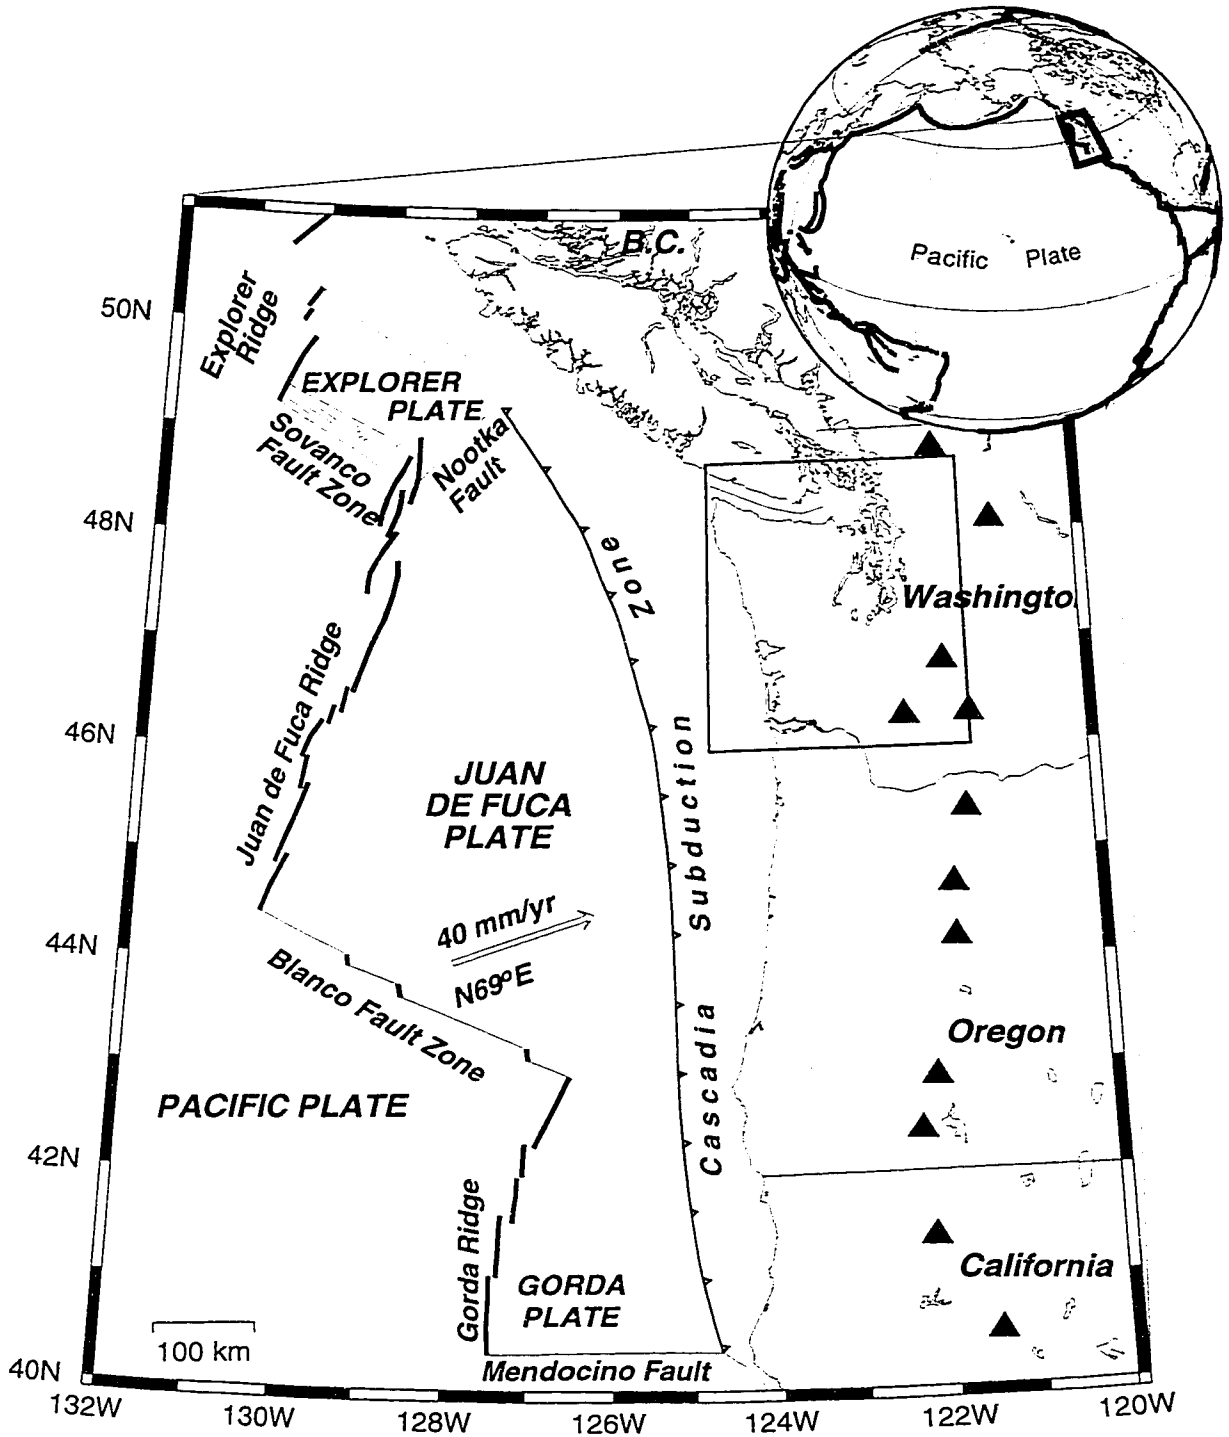 Pacific Plate
B.C.
50N
Explorer
Ridge
EXPLORER
PLATE
Sovanco
Fault Zone
Nootka
Fault
48N
Washingto
46N
Juan de Fuca Ridge
JUAN
DE FUCA
PLATE
Cascadia Subduction Zone
40 mm/yr
N69ºE
44N
Blanco Fault Zone
Oregon
PACIFIC PLATE
42N
Gorda Ridge
GORDA
PLATE
California
100 km
Mendocino Fault
40N
132W
130W
128W
126W
124W
122W
120W